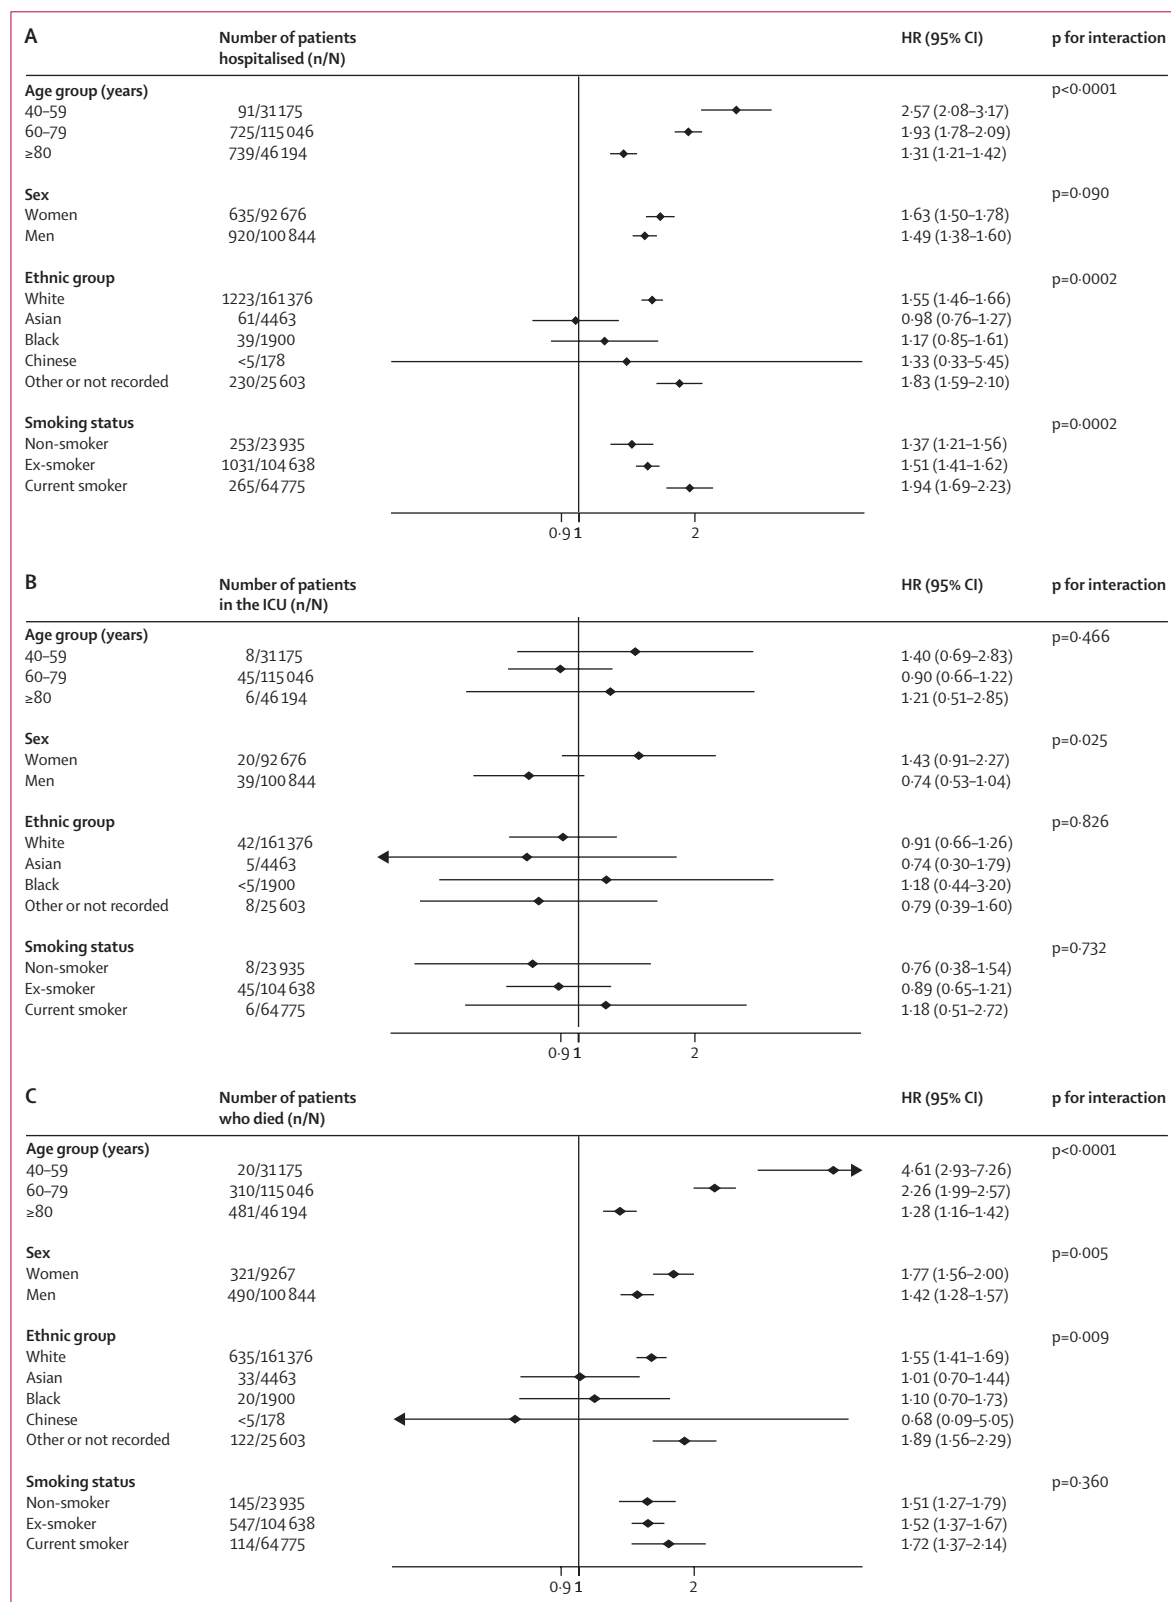 A Number of patients hospitalised (n/N) HR (95% CI) p for interaction
Age group (years) p<0·0001
40–59 91/31175 2·57 (2·08–3·17)
60–79 725/115 046 1·93 (1·78–2·09)
≥80 739/46 194 1·31 (1·21–1·42)
Sex p=0·090
Women 635/92 676 1·63 (1·50–1·78)
Men 920/100 844 1·49 (1·38–1·60)
Ethnic group p=0·0002
White 1223/161 376 1·55 (1·46–1·66)
Asian 61/4463 0·98 (0·76–1·27)
Black 39/1900 1·17 (0·85–1·61)
Chinese <5/178 1·33 (0·33–5·45)
Other or not recorded 230/25 603 1·83 (1·59–2·10)
Smoking status p=0·0002
Non-smoker 253/23 935 1·37 (1·21–1·56)
Ex-smoker 1031/104 638 1·51 (1·41–1·62)
Current smoker 265/64 775 1·94 (1·69–2·23)
0·9 1 2
B Number of patients in the ICU (n/N) HR (95% CI) p for interaction
Age group (years) p=0·466
40–59 8/31175 1·40 (0·69–2·83)
60–79 45/115 046 0·90 (0·66–1·22)
≥80 6/46 194 1·21 (0·51–2·85)
Sex p=0·025
Women 20/92 676 1·43 (0·91–2·27)
Men 39/100 844 0·74 (0·53–1·04)
Ethnic group p=0·826
White 42/161 376 0·91 (0·66–1·26)
Asian 5/4463 0·74 (0·30–1·79)
Black <5/1900 1·18 (0·44–3·20)
Other or not recorded 8/25 603 0·79 (0·39–1·60)
Smoking status p=0·732
Non-smoker 8/23 935 0·76 (0·38–1·54)
Ex-smoker 45/104 638 0·89 (0·65–1·21)
Current smoker 6/64 775 1·18 (0·51–2·72)
0·9 1 2
C Number of patients who died (n/N) HR (95% CI) p for interaction
Age group (years) p<0·0001
40–59 20/31175 4·61 (2·93–7·26)
60–79 310/115 046 2·26 (1·99–2·57)
≥80 481/46 194 1·28 (1·16–1·42)
Sex p=0·005
Women 321/9267 1·77 (1·56–2·00)
Men 490/100 844 1·42 (1·28–1·57)
Ethnic group p=0·009
White 635/161 376 1·55 (1·41–1·69)
Asian 33/4463 1·01 (0·70–1·44)
Black 20/1900 1·10 (0·70–1·73)
Chinese <5/178 0·68 (0·09–5·05)
Other or not recorded 122/25 603 1·89 (1·56–2·29)
Smoking status p=0·360
Non-smoker 145/23 935 1·51 (1·27–1·79)
Ex-smoker 547/104 638 1·52 (1·37–1·67)
Current smoker 114/64 775 1·72 (1·37–2·14)
0·9 1 2